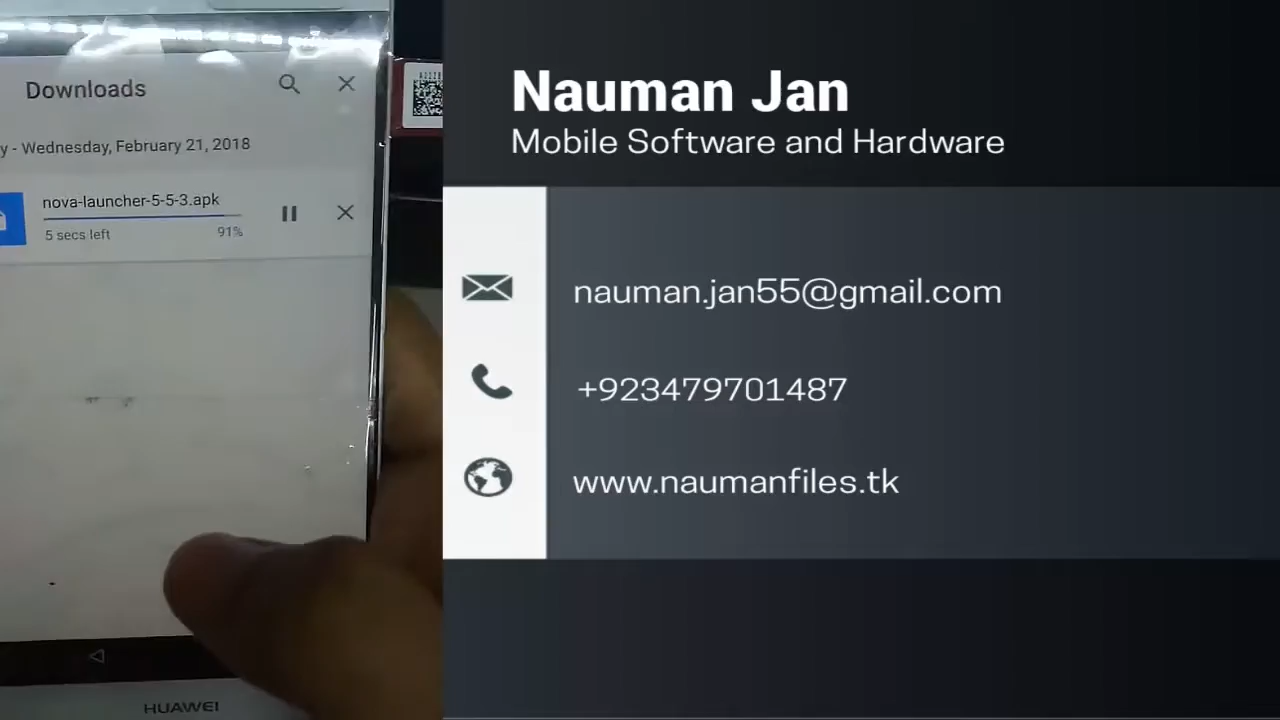 Downloads
y - Wednesday, February 21, 2018
nova-launcher-5-5-3.apk
5 secs left
91%
HUAWEI
Nauman Jan
Mobile Software and Hardware
nauman.jan55@gmail.com
+923479701487
www.naumanfiles.tk